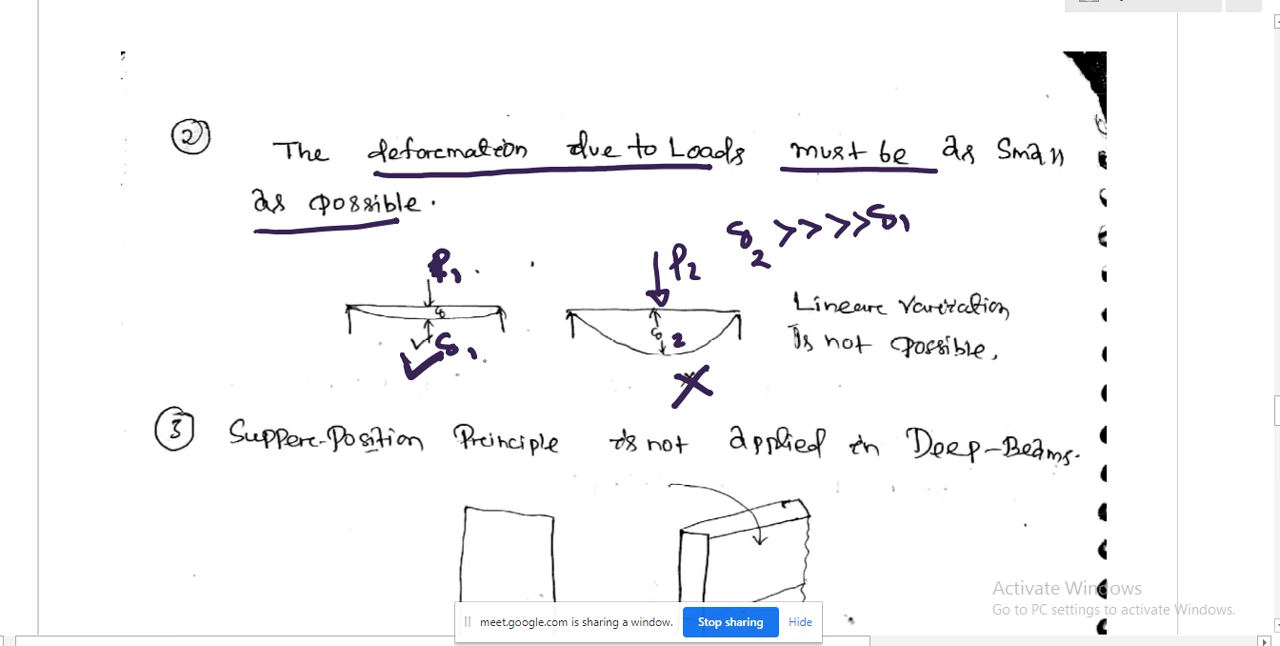 ② The deformation due to Loads must be as Small
as possible.
δ2 >>>> δ1
P1
P2
δ
δ1
δ2
Linear variation
Is not possible,
③ Supper-Position Principle is not applied in Deep-Beams.
Activate Windows
Go to PC settings to activate Windows.
meet.google.com is sharing a window.
Stop sharing
Hide